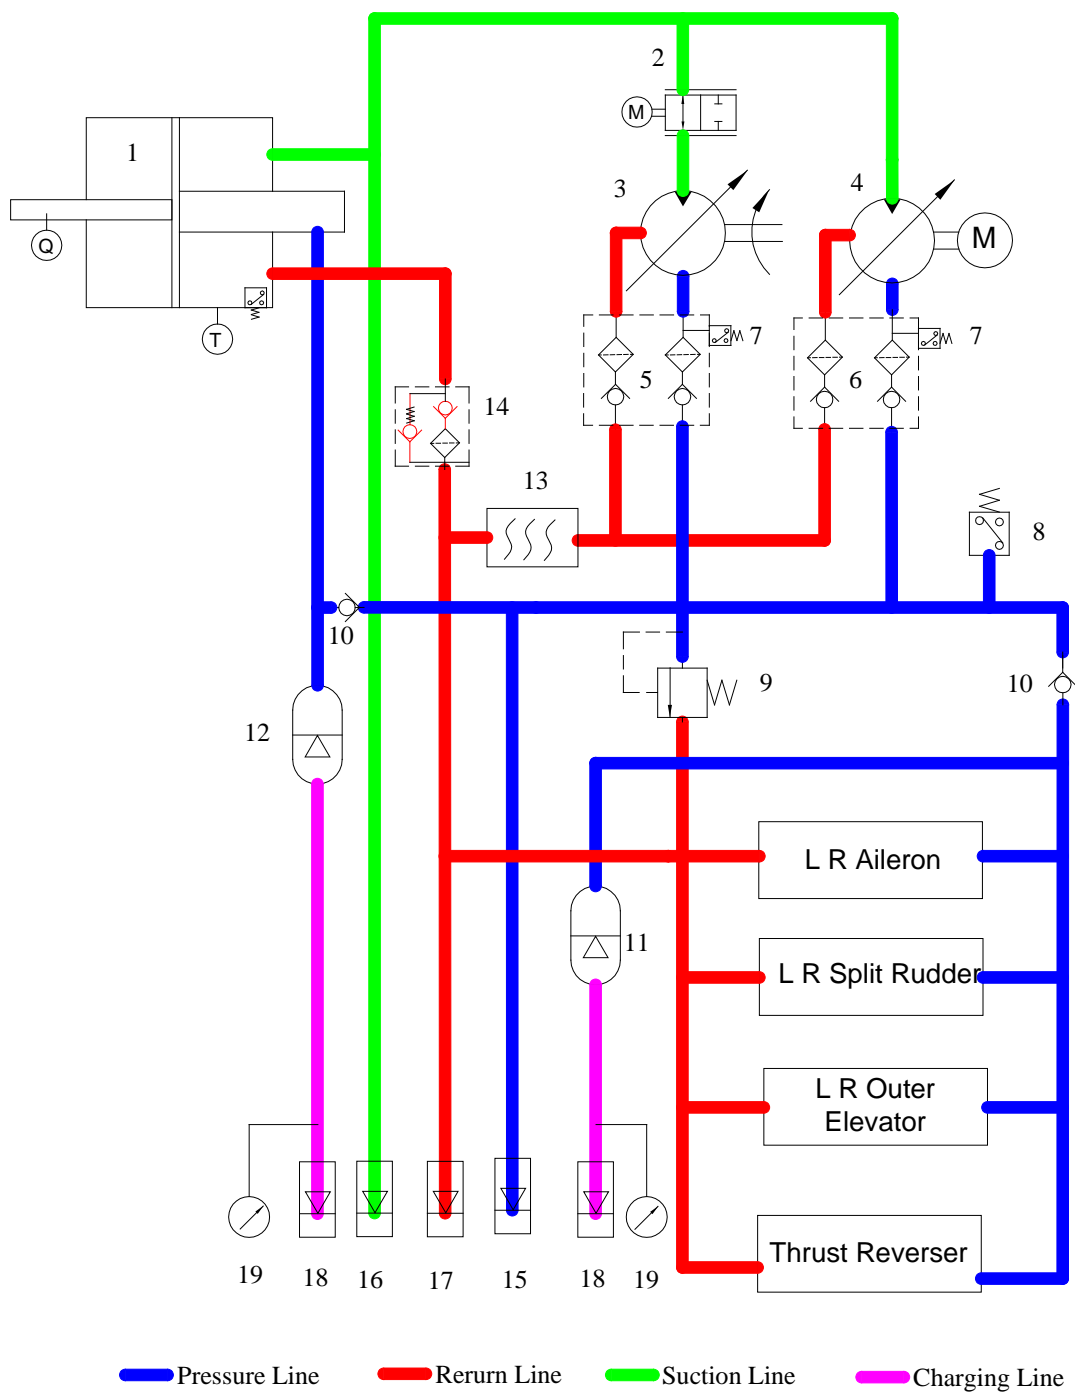 2
M
1
3
4
Q
M
T
7
7
5
6
14
13
8
10
9
10
12
L R Aileron
11
L R Split Rudder
L R Outer
Elevator
Thrust Reverser
19
18
16
17
15
18
19
Pressure Line
Rerurn Line
Suction Line
Charging Line